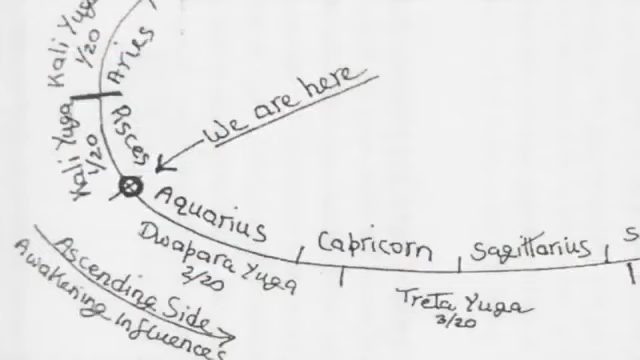 Kali Yuga
1/20
Aries
Kali Yuga
1/20
Pisces
We are here
Aquarius
Dwapara Yuga
2/20
Capricorn
Sagittarius
S
Treta Yuga
3/20
Ascending Side
Awakening Influences